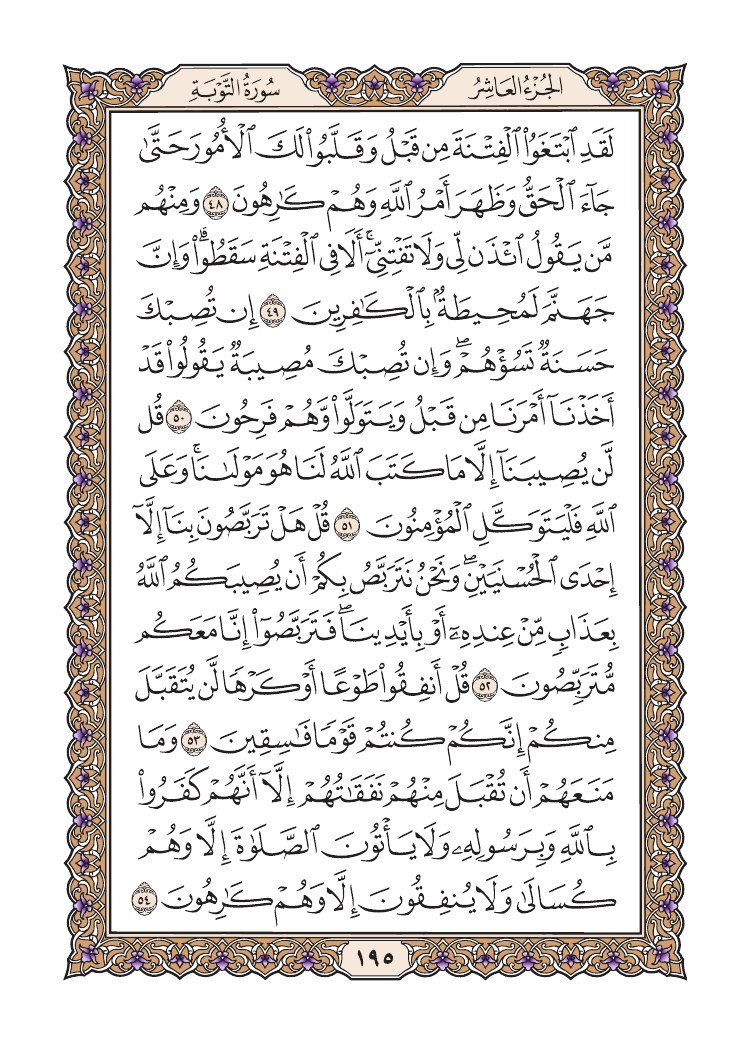 الجُزْءُ العَاشِرُ
سُورَةُ التَّوْبَةِ
لَقَدِ ٱبْتَغَوُا۟ ٱلْفِتْنَةَ مِن قَبْلُ وَقَلَّبُوا۟ لَكَ ٱلْأُمُورَ حَتَّىٰ
جَآءَ ٱلْحَقُّ وَظَهَرَ أَمْرُ ٱللَّهِ وَهُمْ كَـٰرِهُونَ ٤٨ وَمِنْهُم
مَّن يَقُولُ ٱئْذَن لِّى وَلَا تَفْتِنِّىٓ ۚ أَلَا فِى ٱلْفِتْنَةِ سَقَطُوا۟ ۗ وَإِنَّ
جَهَنَّمَ لَمُحِيطَةٌۢ بِٱلْكَـٰفِرِينَ ٤٩ إِن تُصِبْكَ
حَسَنَةٌ تَسُؤْهُمْ ۖ وَإِن تُصِبْكَ مُصِيبَةٌ يَقُولُوا۟ قَدْ
أَخَذْنَآ أَمْرَنَا مِن قَبْلُ وَيَتَوَلَّوا۟ وَّهُمْ فَرِحُونَ ٥٠ قُل
لَّن يُصِيبَنَآ إِلَّا مَا كَتَبَ ٱللَّهُ لَنَا هُوَ مَوْلَىٰنَا ۚ وَعَلَى
ٱللَّهِ فَلْيَتَوَكَّلِ ٱلْمُؤْمِنُونَ ٥١ قُلْ هَلْ تَرَبَّصُونَ بِنَآ إِلَّآ
إِحْدَى ٱلْحُسْنَيَيْنِ ۖ وَنَحْنُ نَتَرَبَّصُ بِكُمْ أَن يُصِيبَكُمُ ٱللَّهُ
بِعَذَابٍ مِّنْ عِندِهِۦٓ أَوْ بِأَيْدِينَا ۖ فَتَرَبَّصُوٓا۟ إِنَّا مَعَكُم
مُّتَرَبِّصُونَ ٥٢ قُلْ أَنفِقُوا۟ طَوْعًا أَوْ كَرْهًا لَّن يُتَقَبَّلَ
مِنكُمْ ۖ إِنَّكُمْ كُنتُمْ قَوْمًا فَـٰسِقِينَ ٥٣ وَمَا
مَنَعَهُمْ أَن تُقْبَلَ مِنْهُمْ نَفَقَـٰتُهُمْ إِلَّآ أَنَّهُمْ كَفَرُوا۟
بِٱللَّهِ وَبِرَسُولِهِۦ وَلَا يَأْتُونَ ٱلصَّلَوٰةَ إِلَّا وَهُمْ
كُسَالَىٰ وَلَا يُنفِقُونَ إِلَّا وَهُمْ كَـٰرِهُونَ ٥٤
١٩٥